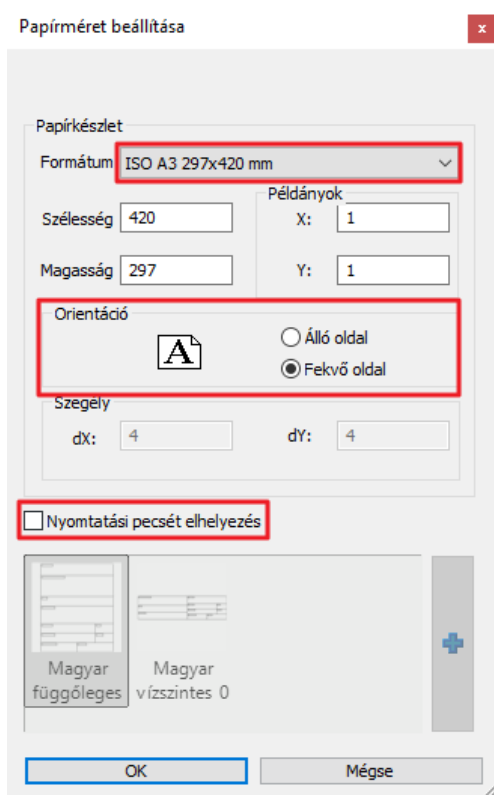 Papírméret beállítása
x
Papírkészlet
Formátum ISO A3 297x420 mm
Példányok
Szélesség 420 X: 1
Magasság 297 Y: 1
Orientáció
A
Álló oldal
Fekvő oldal
Szegély
dX: 4 dY: 4
Nyomtatási pecsét elhelyezés
Magyar függőleges
Magyar vízszintes 0
OK Mégse